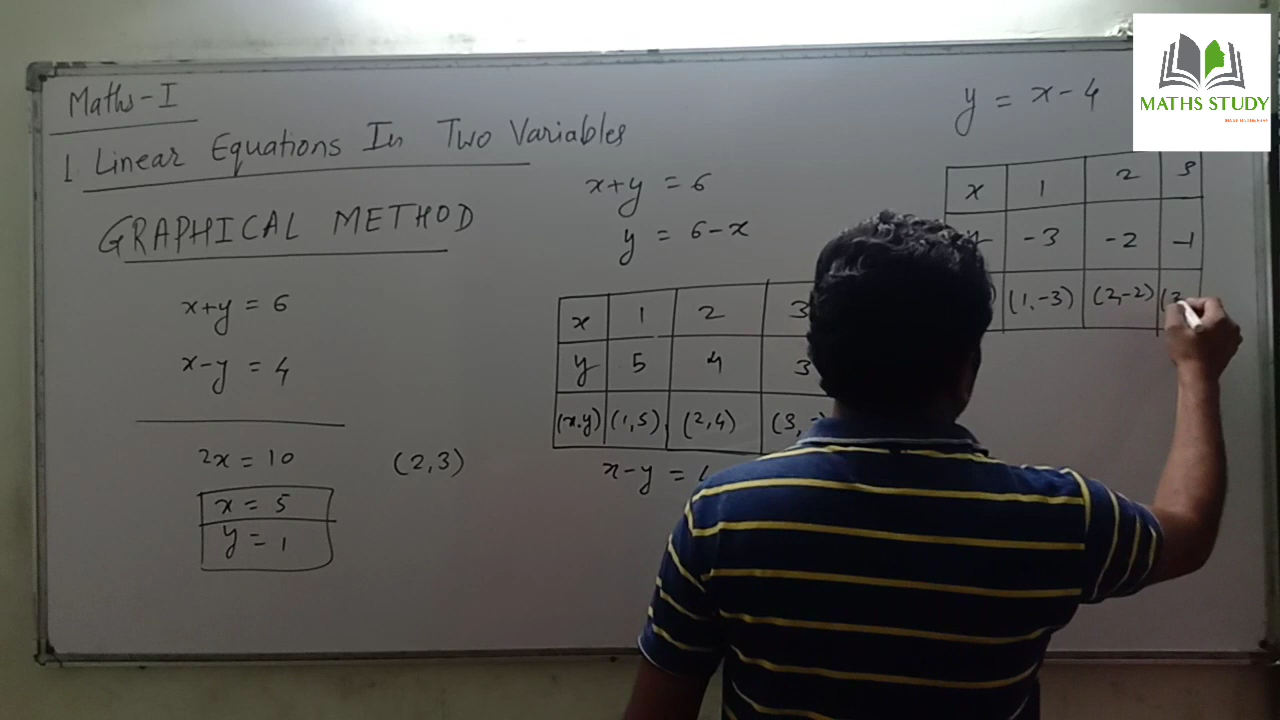 Maths-I
1. Linear Equations In Two Variables
GRAPHICAL METHOD
x+y = 6
x-y = 4
2x = 10
(2,3)
x = 5
y = 1
x+y = 6
y = 6-x
x 1 2 3
y 5 4 3
(x,y) (1,5) (2,4) (3,
x-y =
y = x-4
x 1 2 3
-3 -2 -1
(1,-3) (2,-2)
MATHS STUDY